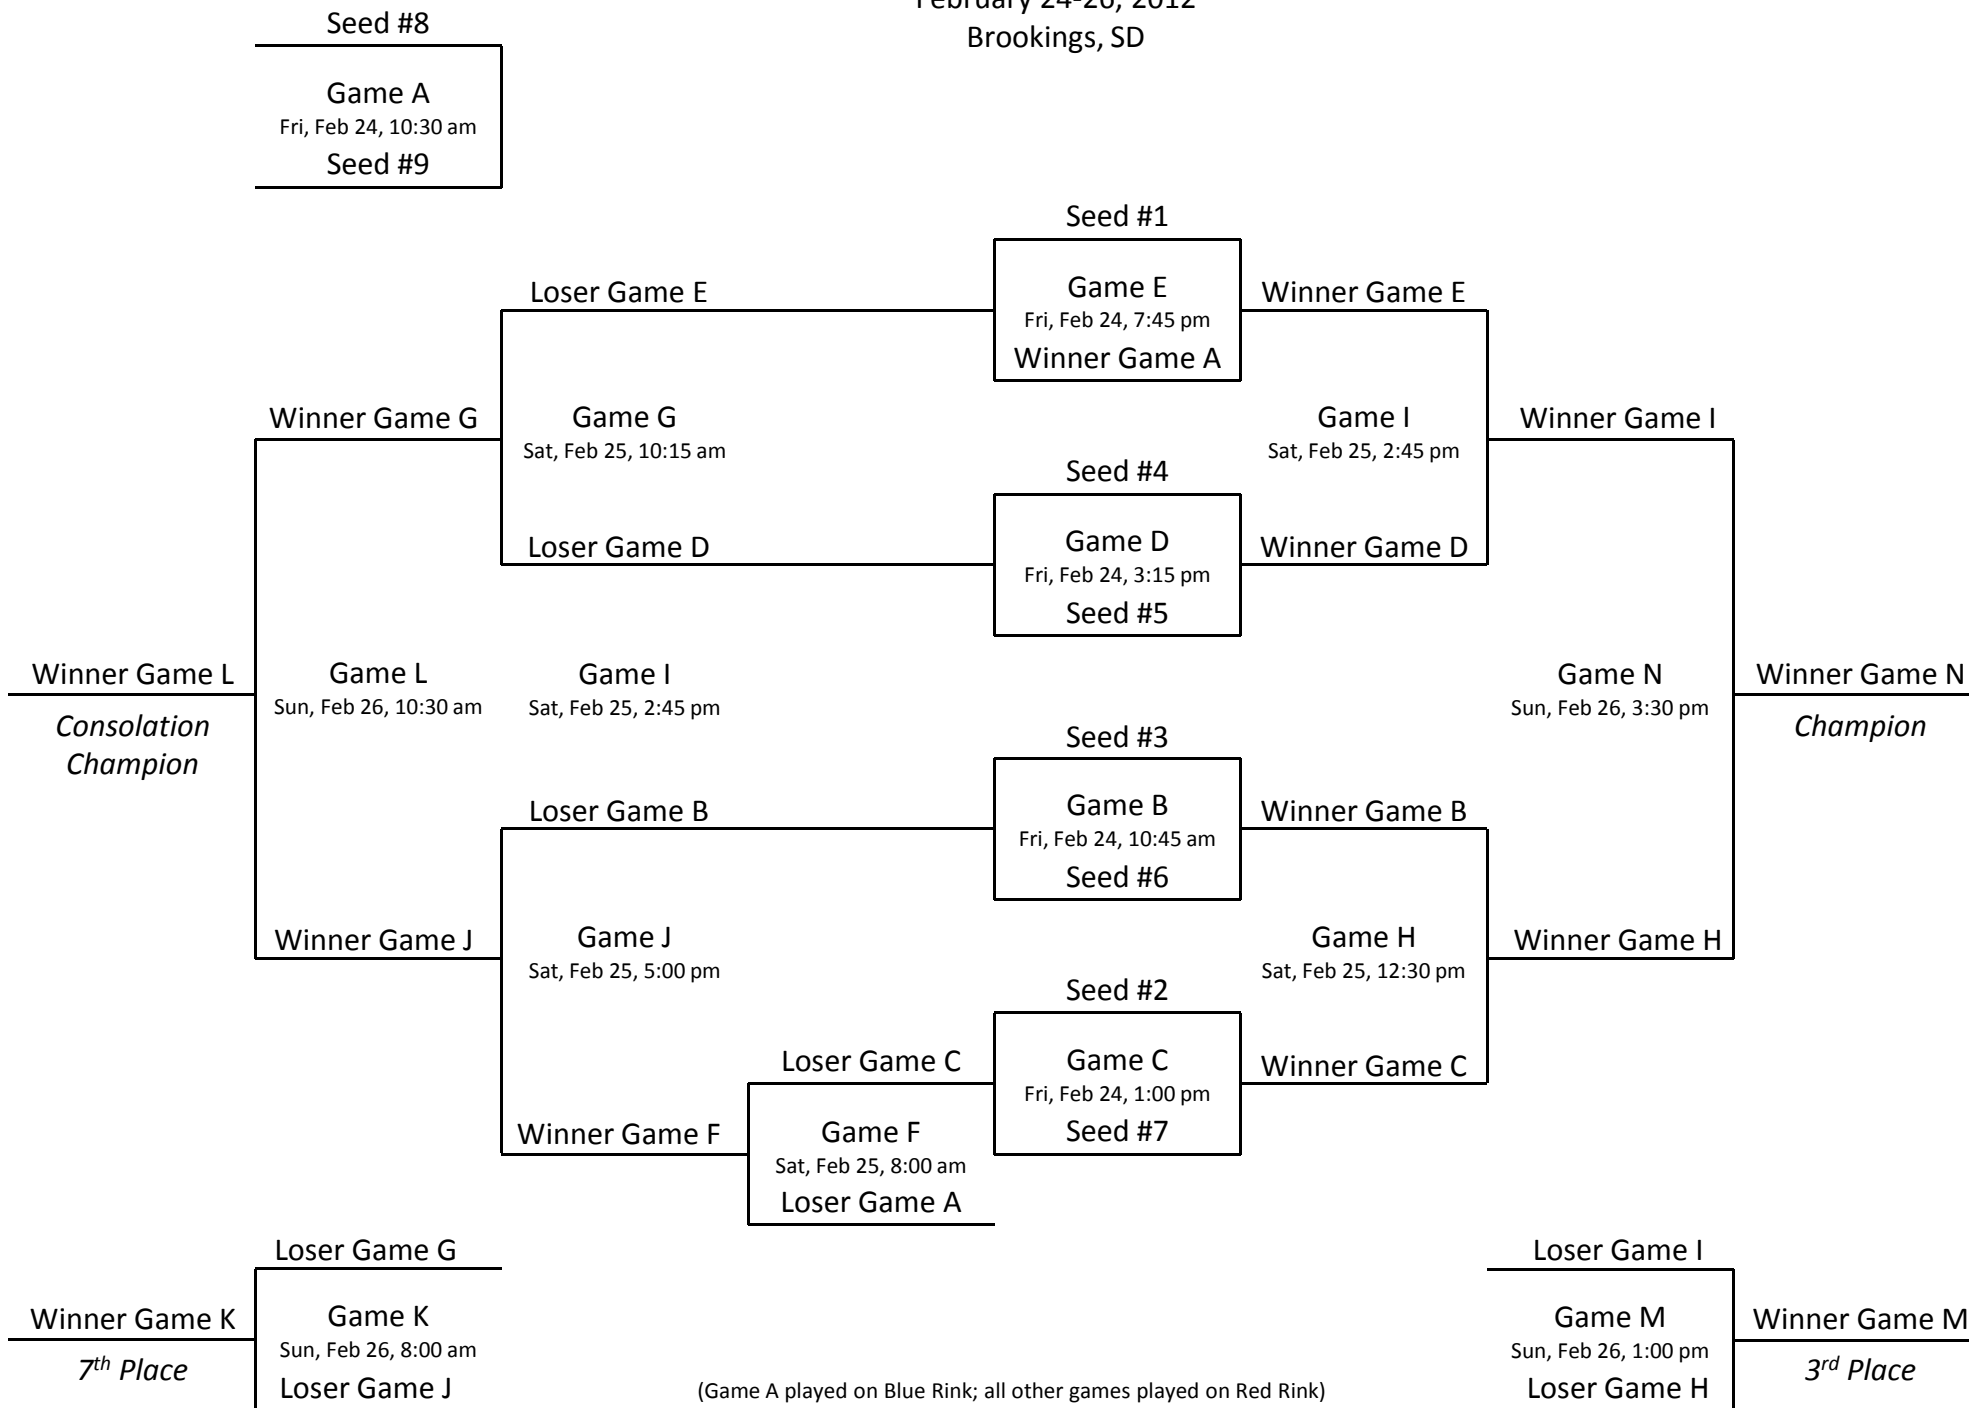 February 24-26, 2012
Brookings, SD
Seed #8
Game A
Fri, Feb 24, 10:30 am
Seed #9
Seed #1
Game E
Fri, Feb 24, 7:45 pm
Winner Game A
Loser Game E
Winner Game E
Winner Game G
Game G
Sat, Feb 25, 10:15 am
Game I
Sat, Feb 25, 2:45 pm
Winner Game I
Seed #4
Game D
Fri, Feb 24, 3:15 pm
Seed #5
Loser Game D
Winner Game D
Winner Game L
Consolation
Champion
Game L
Sun, Feb 26, 10:30 am
Game I
Sat, Feb 25, 2:45 pm
Game N
Sun, Feb 26, 3:30 pm
Winner Game N
Champion
Seed #3
Game B
Fri, Feb 24, 10:45 am
Seed #6
Loser Game B
Winner Game B
Winner Game J
Game J
Sat, Feb 25, 5:00 pm
Game H
Sat, Feb 25, 12:30 pm
Winner Game H
Seed #2
Game C
Fri, Feb 24, 1:00 pm
Seed #7
Loser Game C
Winner Game C
Winner Game F
Game F
Sat, Feb 25, 8:00 am
Loser Game A
Loser Game G
Winner Game K
7th Place
Game K
Sun, Feb 26, 8:00 am
Loser Game J
(Game A played on Blue Rink; all other games played on Red Rink)
Loser Game I
Game M
Sun, Feb 26, 1:00 pm
Loser Game H
Winner Game M
3rd Place